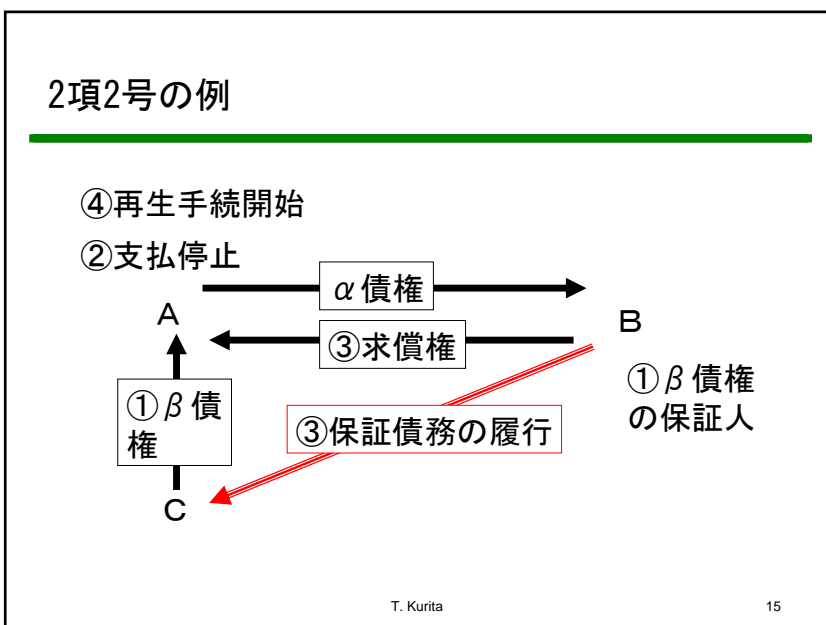 2項2号の例
④再生手続開始
②支払停止
α債権
A
B
③求償権
①β債権
の保証人
①β債
権
③保証債務の履行
C
T. Kurita
15